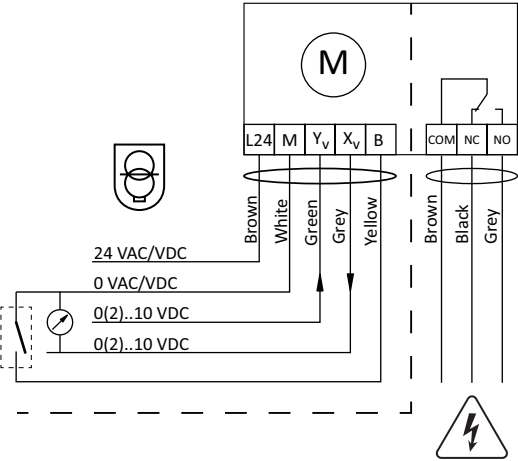 M
L24 M Yv Xv B COM NC NO
Brown White Green Grey Yellow Brown Black Grey
24 VAC/VDC
0 VAC/VDC
0(2)..10 VDC
0(2)..10 VDC